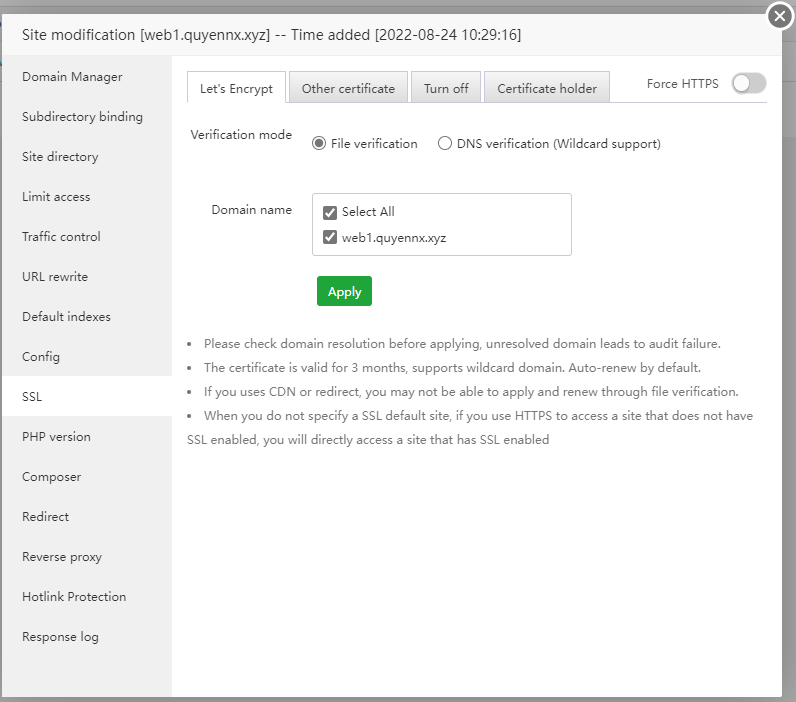 Site modification [web1.quyennx.xyz] -- Time added [2022-08-24 10:29:16]
Domain Manager
Subdirectory binding
Site directory
Limit access
Traffic control
URL rewrite
Default indexes
Config
SSL
PHP version
Composer
Redirect
Reverse proxy
Hotlink Protection
Response log
Let's Encrypt
Other certificate
Turn off
Certificate holder
Force HTTPS
Verification mode
File verification
DNS verification (Wildcard support)
Domain name
Select All
web1.quyennx.xyz
Apply
• Please check domain resolution before applying, unresolved domain leads to audit failure.
• The certificate is valid for 3 months, supports wildcard domain. Auto-renew by default.
• If you uses CDN or redirect, you may not be able to apply and renew through file verification.
• When you do not specify a SSL default site, if you use HTTPS to access a site that does not have
SSL enabled, you will directly access a site that has SSL enabled